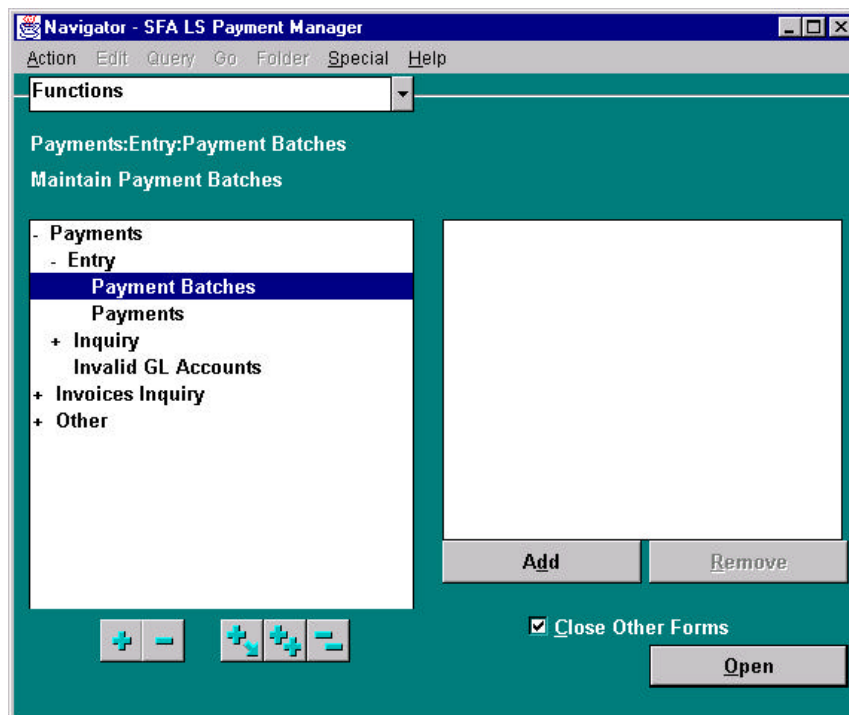 Navigator - SFA LS Payment Manager
Action Edit Query Go Folder Special Help
Functions
Payments:Entry:Payment Batches
Maintain Payment Batches
- Payments
- Entry
Payment Batches
Payments
+ Inquiry
Invalid GL Accounts
+ Invoices Inquiry
+ Other
Add Remove
Close Other Forms
Open